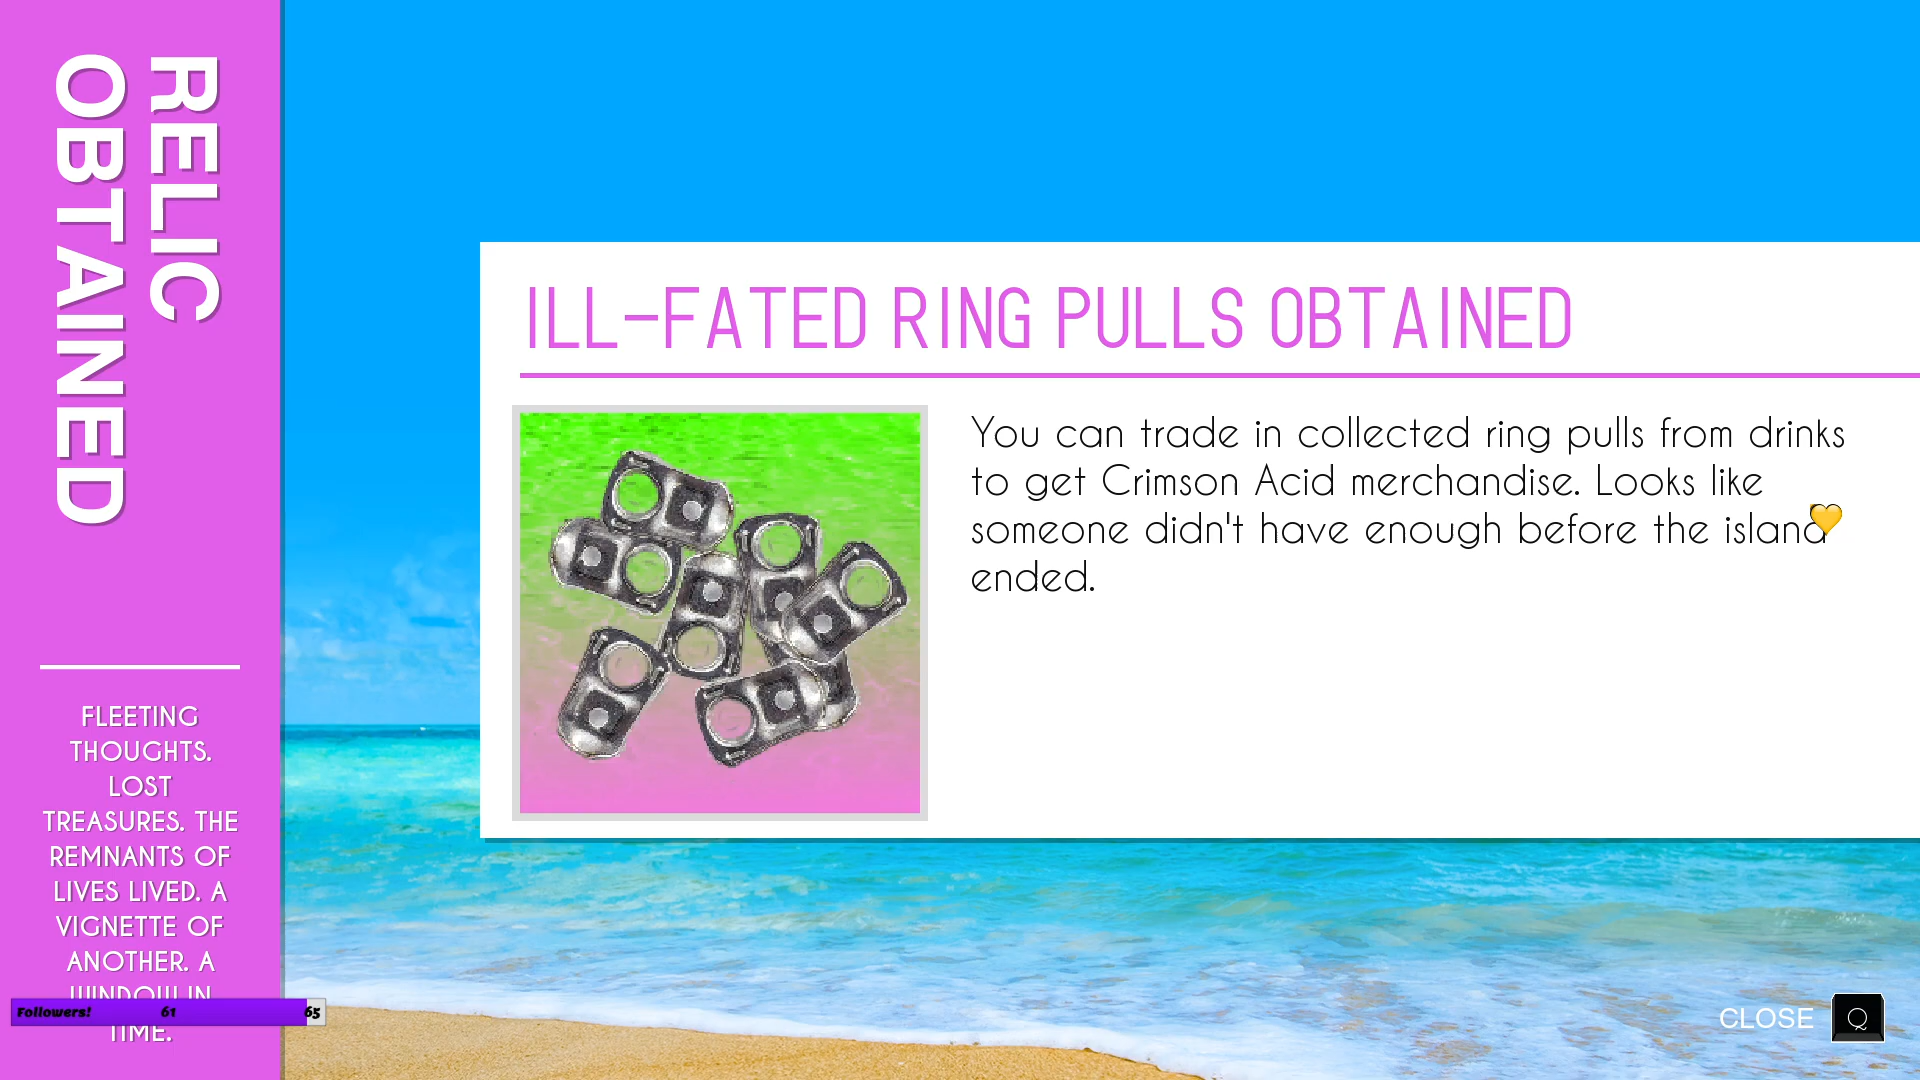 RELIC
OBTAINED
FLEETING
THOUGHTS.
LOST
TREASURES. THE
REMNANTS OF
LIVES LIVED. A
VIGNETTE OF
ANOTHER. A
WINDOW IN
TIME.
Followers! 61 65
ILL-FATED RING PULLS OBTAINED
You can trade in collected ring pulls from drinks
to get Crimson Acid merchandise. Looks like
someone didn't have enough before the island
ended.
CLOSE Q